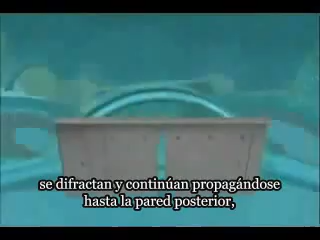 se difractan y continúan propagándose
hasta la pared posterior,